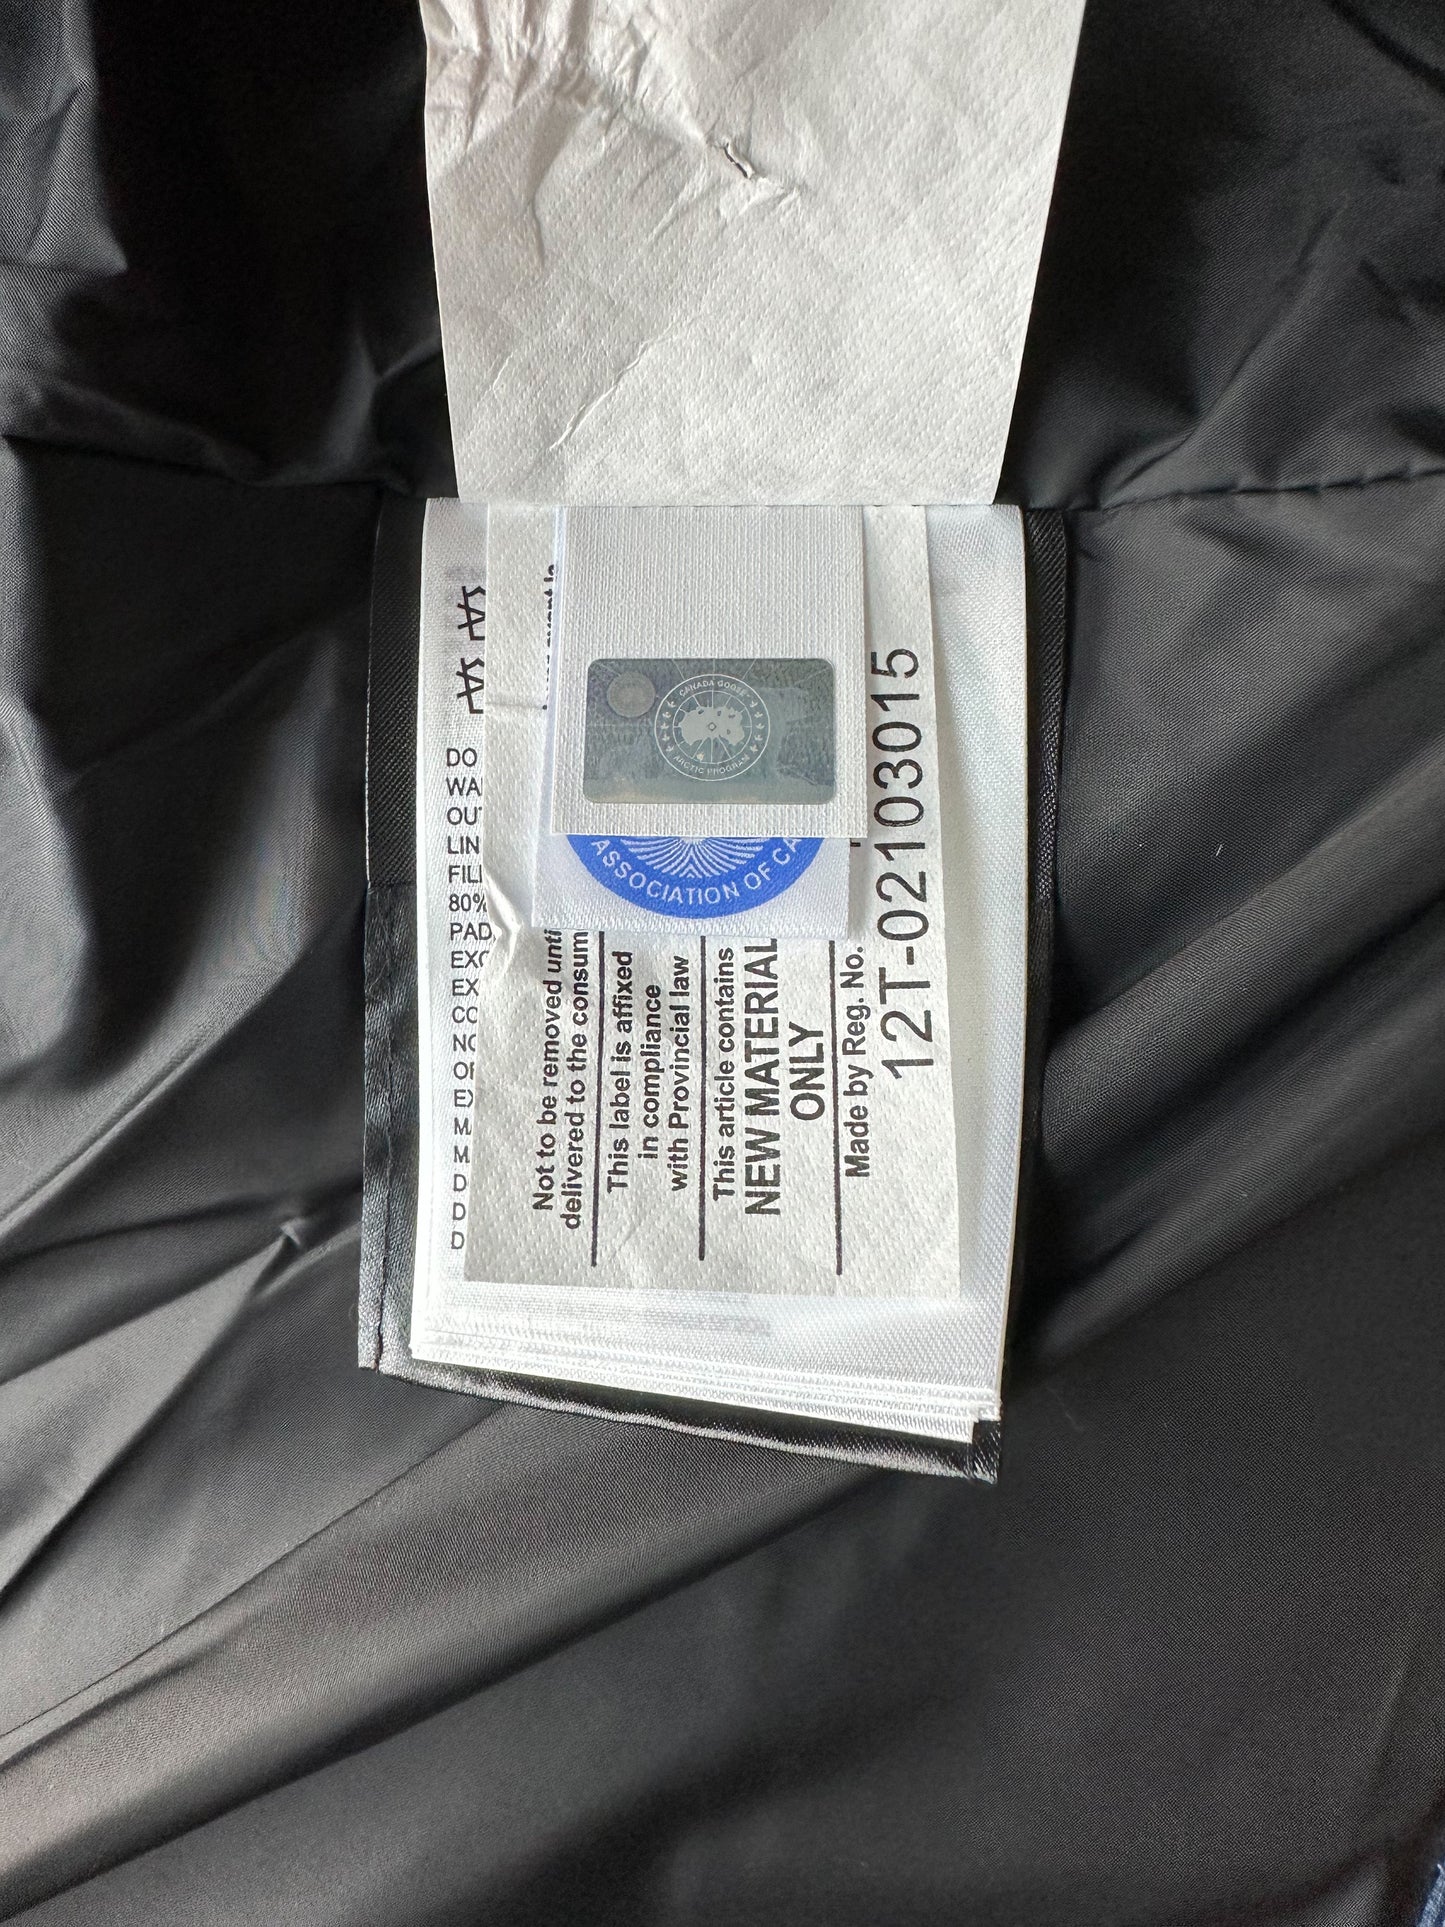 DO
WA
OU
LIN
FIL
80%
PAD
EXC
EX
CO
NO
OF
EX
M
M
D
D
D
CANADA GOOSE
ARCTIC PROGRAM
ASSOCIATION OF CA
Not to be removed unti
delivered to the consum
This label is affixed
in compliance
with Provincial law
This article contains
NEW MATERIAL
ONLY
Made by Reg. No.
12T-02103015